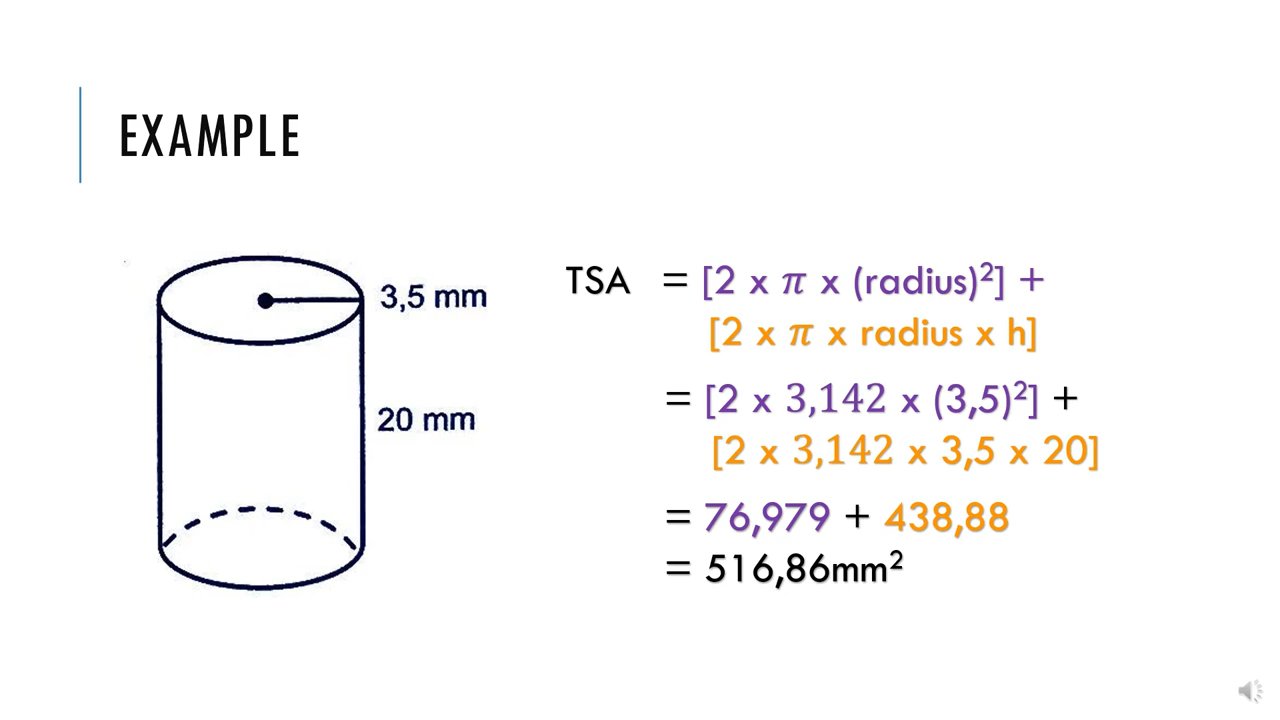 EXAMPLE
3,5 mm
20 mm
TSA = [2 x 𝜋 x (radius)²] +
[2 x 𝜋 x radius x h]
= [2 x 3,142 x (3,5)²] +
[2 x 3,142 x 3,5 x 20]
= 76,979 + 438,88
= 516,86mm²